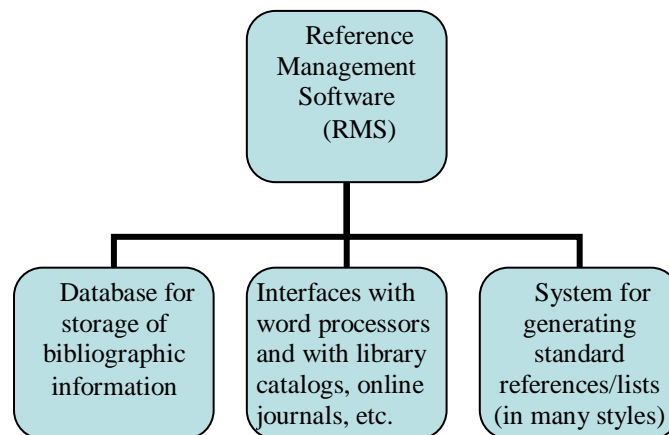 Reference
Management
Software
(RMS)
Database for
storage of
bibliographic
information
Interfaces with
word processors
and with library
catalogs, online
journals, etc.
System for
generating
standard
references/lists
(in many styles)